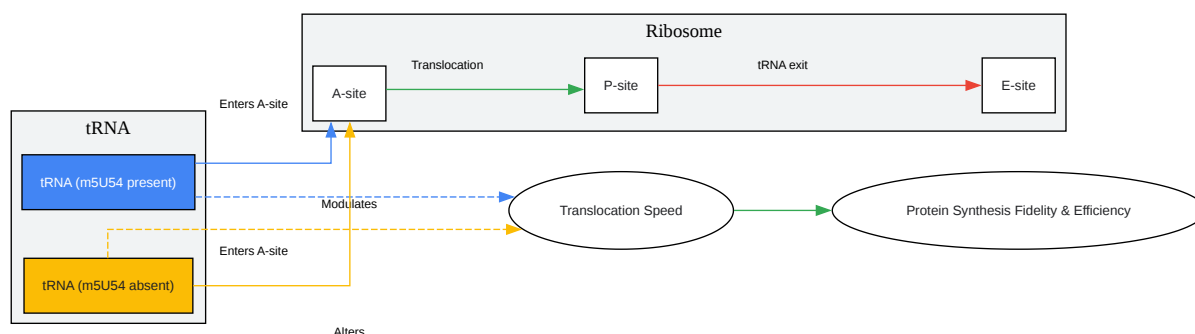 Ribosome
Translocation
tRNA exit
A-site
P-site
E-site
Enters A-site
tRNA
tRNA (m5U54 present)
Modulates
Translocation Speed
Protein Synthesis Fidelity & Efficiency
Enters A-site
tRNA (m5U54 absent)
Alters